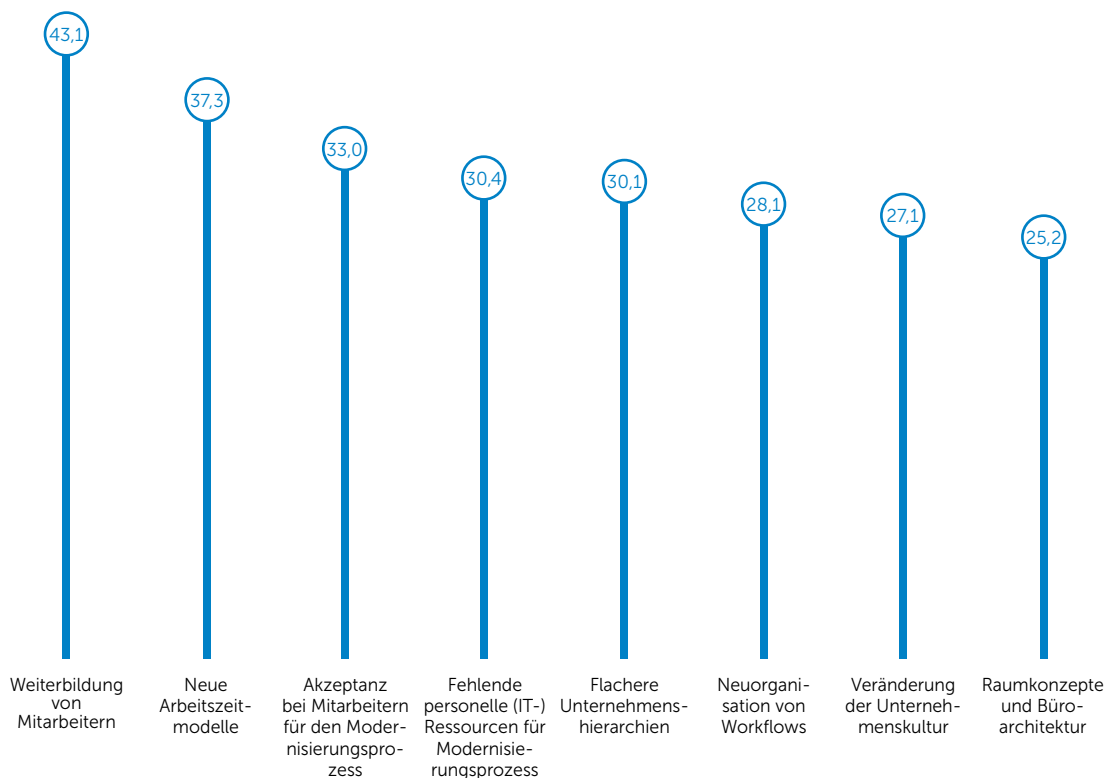 43,1
37,3
33,0
30,4
30,1
28,1
27,1
25,2
Weiterbildung
von
Mitarbeitern
Neue
Arbeitszeit-
modelle
Akzeptanz
bei Mitarbeitern
für den Moder-
nisierungspro-
zess
Fehlende
personelle (IT-)
Ressourcen für
Modernisie-
rungsprozess
Flachere
Unternehmens-
hierarchien
Neuorgani-
sation von
Workflows
Veränderung
der Unterneh-
menskultur
Raumkonzepte
und Büro-
architektur